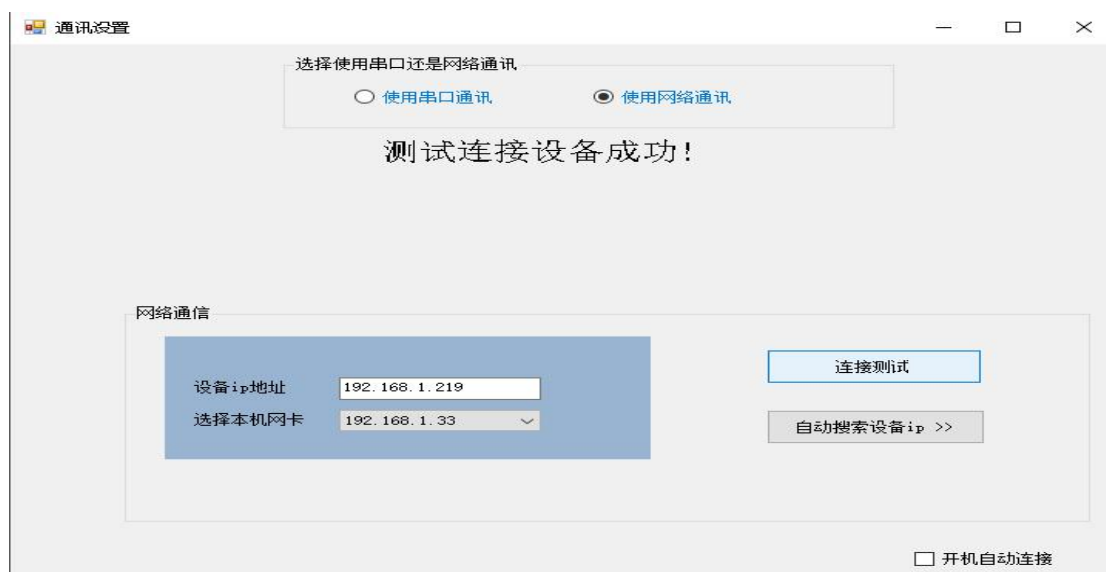 通讯设置
选择使用串口还是网络通讯
使用串口通讯 使用网络通讯
测试连接设备成功!
网络通信
连接测试
设备ip地址 192.168.1.219
选择本机网卡 192.168.1.33
自动搜索设备ip >>
开机自动连接